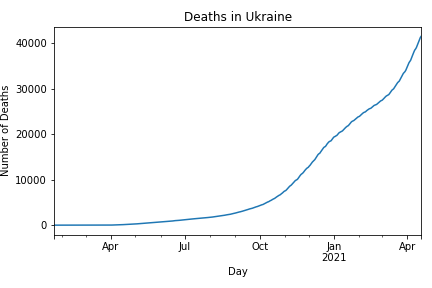 Deaths in Ukraine
40000
30000
20000
10000
0
Number of Deaths
Apr Jul Oct Jan Apr
2021
Day